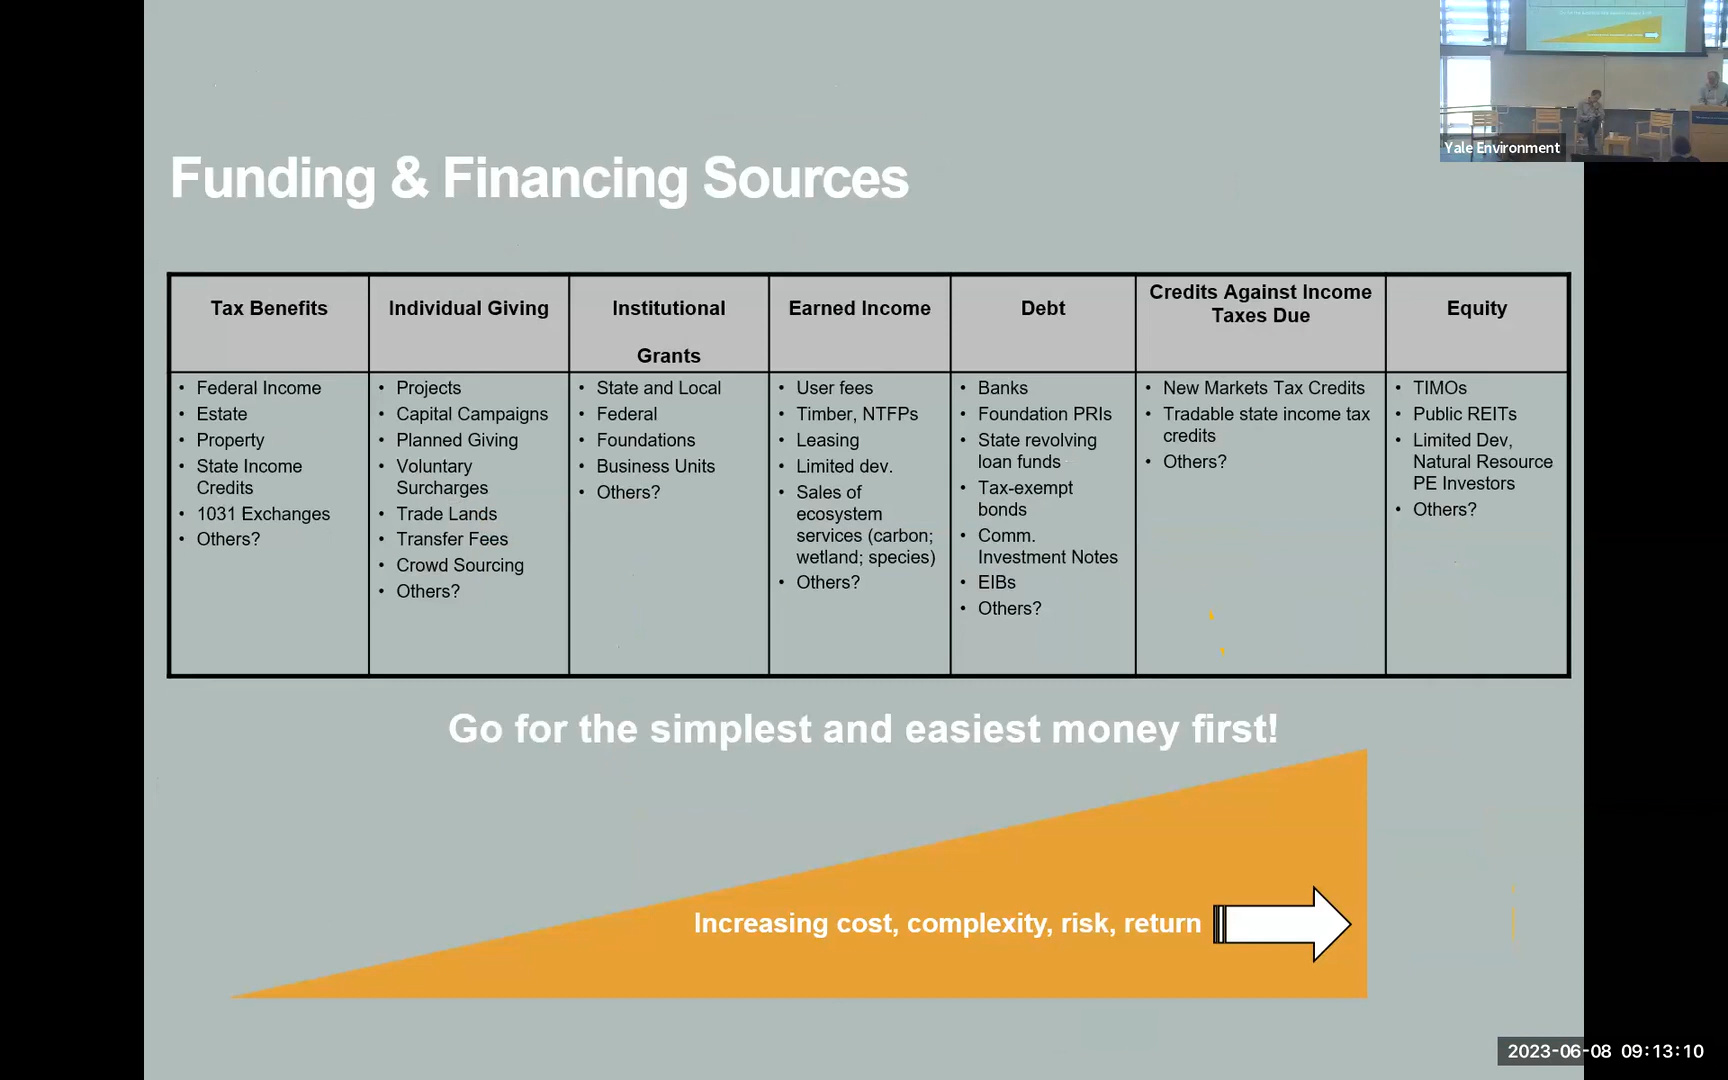 Yale Environment
Funding & Financing Sources
Tax Benefits
• Federal Income
• Estate
• Property
• State Income
Credits
• 1031 Exchanges
• Others?
Individual Giving
• Projects
• Capital Campaigns
• Planned Giving
• Voluntary
Surcharges
• Trade Lands
• Transfer Fees
• Crowd Sourcing
• Others?
Institutional
Grants
• State and Local
• Federal
• Foundations
• Business Units
• Others?
Earned Income
• User fees
• Timber, NTFPs
• Leasing
• Limited dev.
• Sales of
ecosystem
services (carbon;
wetland; species)
• Others?
Debt
• Banks
• Foundation PRIs
• State revolving
loan funds
• Tax-exempt
bonds
• Comm.
Investment Notes
• EIBs
• Others?
Credits Against Income
Taxes Due
• New Markets Tax Credits
• Tradable state income tax
credits
• Others?
Equity
• TIMOs
• Public REITs
• Limited Dev,
Natural Resource
PE Investors
• Others?
Go for the simplest and easiest money first!
Increasing cost, complexity, risk, return
2023-06-08 09:13:10